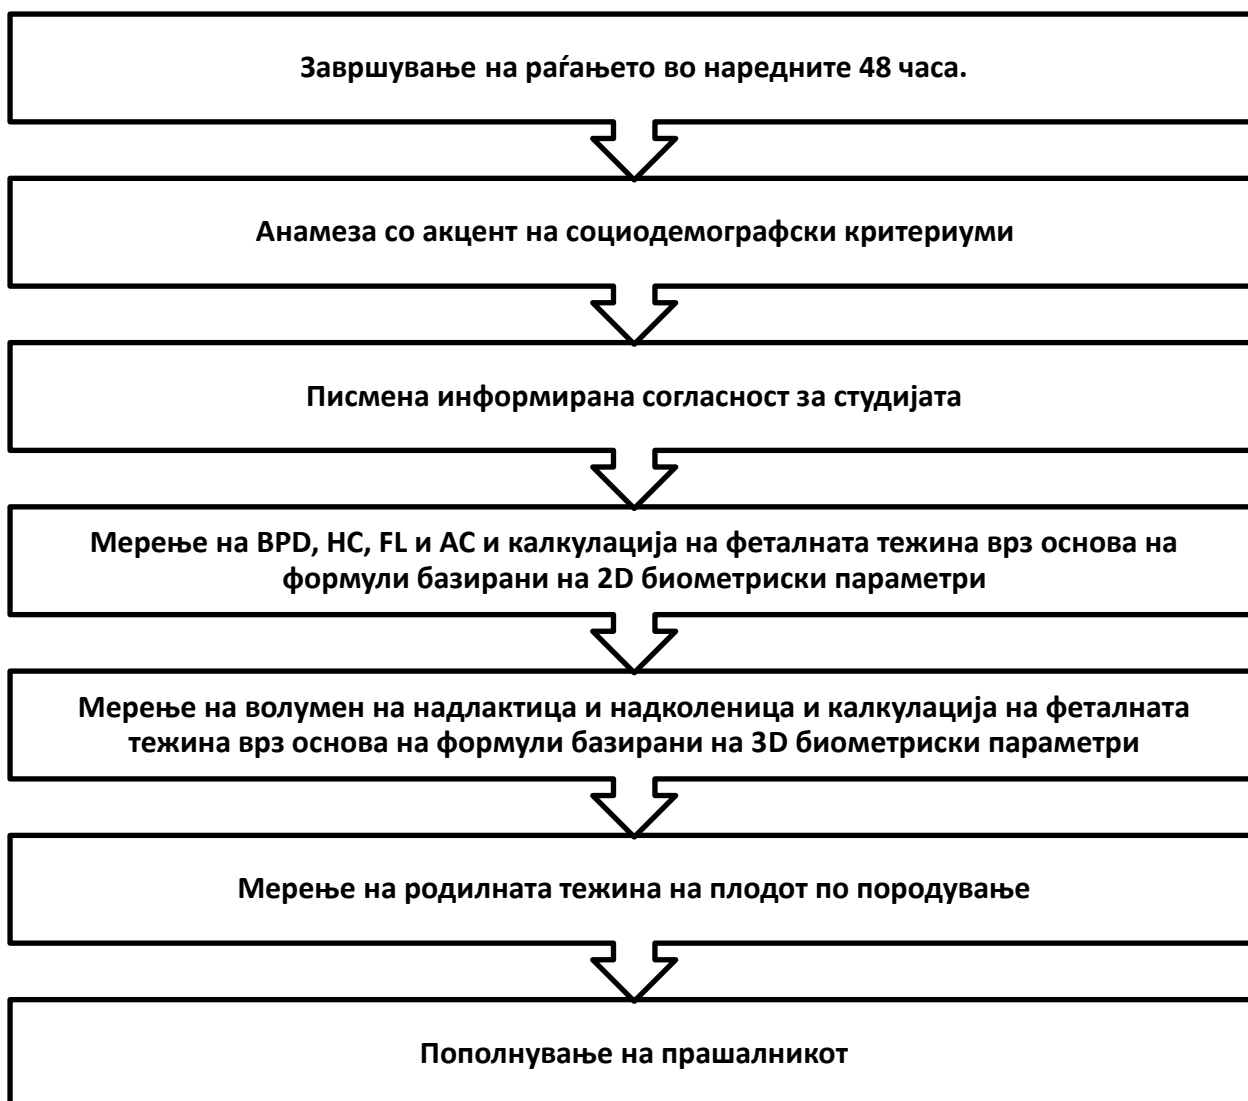 Завршување на раѓањето во наредните 48 часа.
Анамеза со акцент на социодемографски критериуми
Писмена информирана согласност за студијата
Мерење на BPD, HC, FL и AC и калкулација на феталната тежина врз основа на
формули базирани на 2D биометриски параметри
Мерење на волумен на надлактица и надколеница и калкулација на феталната
тежина врз основа на формули базирани на 3D биометриски параметри
Мерење на родилната тежина на плодот по породување
Пополнување на прашалникот